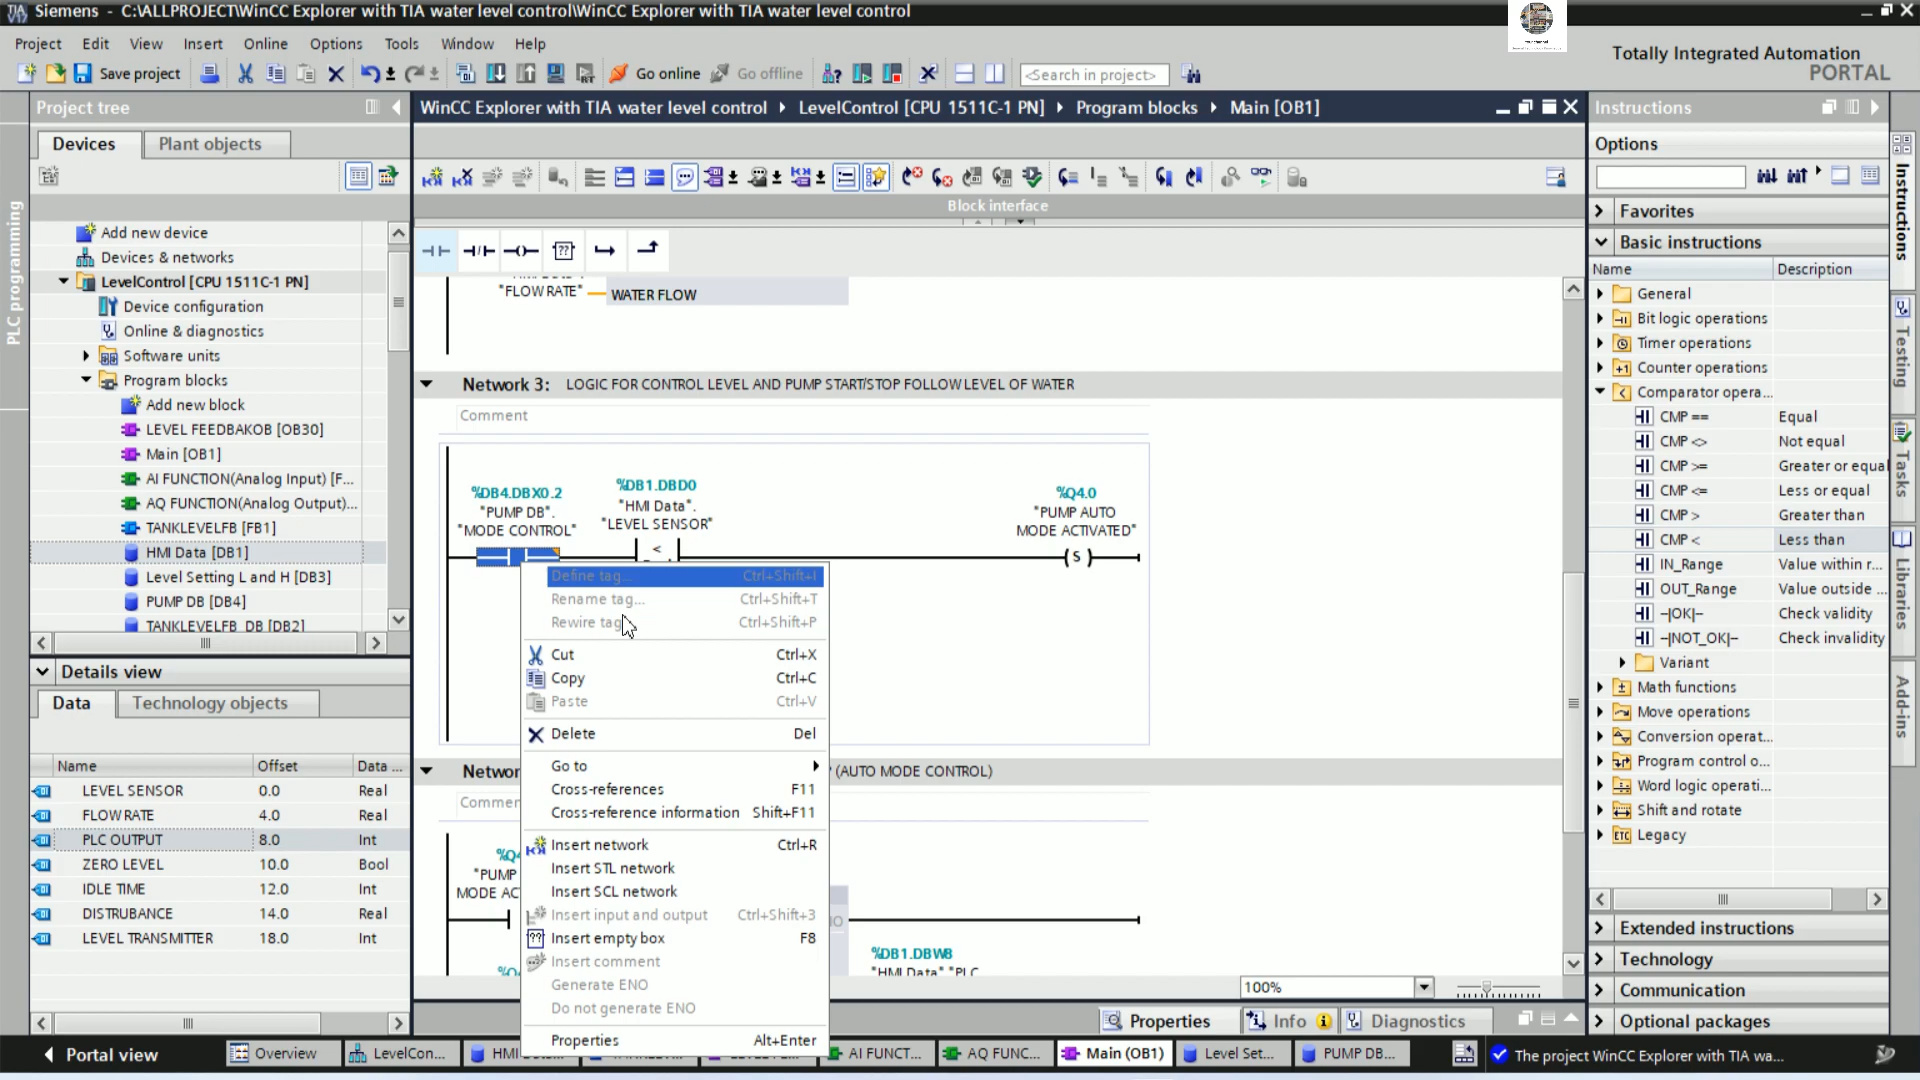 Siemens - C:\ALLPROJECT\WinCC Explorer with TIA water level control\WinCC Explorer with TIA water level control
Project Edit View Insert Online Options Tools Window Help
Totally Integrated Automation
PORTAL
Save project
Go online
Go offline
<Search in project>
Project tree
WinCC Explorer with TIA water level control
LevelControl [CPU 1511C-1 PN]
Program blocks
Main [OB1]
Instructions
Devices
Plant objects
Options
PLC programming
Block interface
Add new device
Devices & networks
LevelControl [CPU 1511C-1 PN]
Device configuration
Online & diagnostics
Software units
Program blocks
Add new block
LEVEL FEEDBAKOB [OB30]
Main [OB1]
AI FUNCTION(Analog Input) [F...
AQ FUNCTION(Analog Output)...
TANKLEVELFB [FB1]
HMI Data [DB1]
Level Setting L and H [DB3]
PUMP DB [DB4]
TANKLEVELFB_DB [DB2]
Details view
Data
Technology objects
Name Offset Data ...
LEVEL SENSOR 0.0 Real
FLOW RATE 4.0 Real
PLC OUTPUT 8.0 Int
ZERO LEVEL 10.0 Bool
IDLE TIME 12.0 Int
DISTRUBANCE 14.0 Real
LEVEL TRANSMITTER 18.0 Int
??
"FLOW RATE"
WATER FLOW
Network 3: LOGIC FOR CONTROL LEVEL AND PUMP START/STOP FOLLOW LEVEL OF WATER
Comment
%DB4.DBX0.2
"PUMP DB".
"MODE CONTROL"
%DB1.DBD0
"HMI Data".
"LEVEL SENSOR"
<
%Q4.0
"PUMP AUTO
MODE ACTIVATED"
S
Define tag... Ctrl+Shift+I
Rename tag... Ctrl+Shift+T
Rewire tag Ctrl+Shift+P
Cut Ctrl+X
Copy Ctrl+C
Paste Ctrl+V
Delete Del
Go to
Cross-references F11
Cross-reference information Shift+F11
Insert network Ctrl+R
Insert STL network
Insert SCL network
Insert input and output Ctrl+Shift+3
Insert empty box F8
Insert comment
Generate ENO
Do not generate ENO
Properties Alt+Enter
(AUTO MODE CONTROL)
"PUMP
%DB1.DBW8
"HMI Data"."PLC
100%
Properties
Info
Diagnostics
Favorites
Basic instructions
Name Description
General
Bit logic operations
Timer operations
Counter operations
Comparator opera...
CMP == Equal
CMP <> Not equal
CMP >= Greater or equal
CMP <= Less or equal
CMP > Greater than
CMP < Less than
IN_Range Value within r...
OUT_Range Value outside ...
-|OK|- Check validity
-|NOT_OK|- Check invalidity
Variant
Math functions
Move operations
Conversion operat...
Program control o...
Word logic operati...
Shift and rotate
Legacy
Extended instructions
Technology
Communication
Optional packages
Instructions
Testing
Tasks
Libraries
Add-ins
Portal view
Overview
LevelCon...
AI FUNCT...
AQ FUNC...
Main (OB1)
Level Set...
PUMP DB...
The project WinCC Explorer with TIA wa...